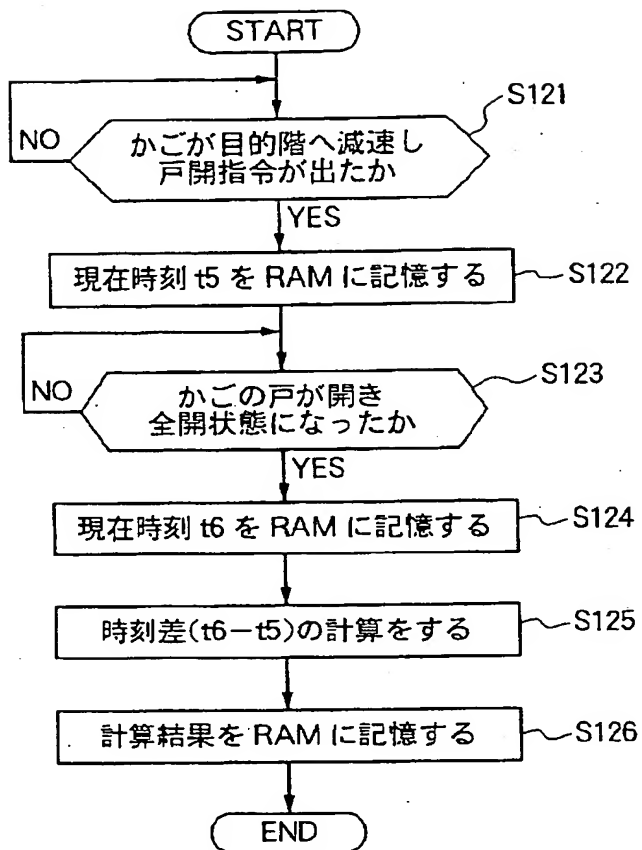 START
S121
かごが目的階へ減速し
戸開指令が出たか
NO
YES
現在時刻 t5 を RAM に記憶する
S122
かごの戸が開き
全開状態になったか
S123
NO
YES
現在時刻 t6 を RAM に記憶する
S124
時刻差(t6-t5)の計算をする
S125
計算結果を RAM に記憶する
S126
END